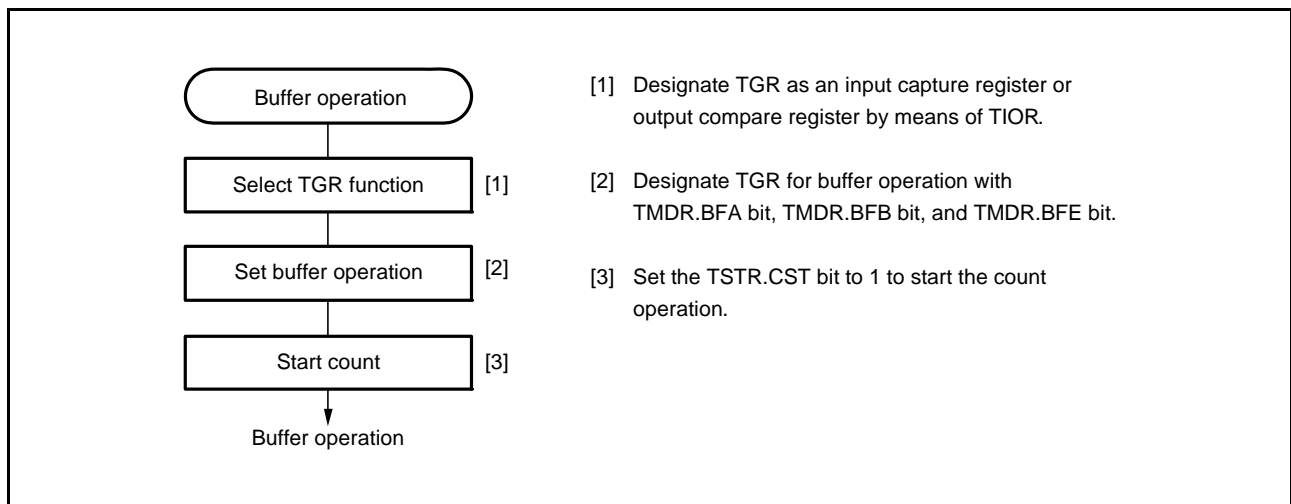 Buffer operation
Select TGR function [1]
Set buffer operation [2]
Start count [3]
Buffer operation
[1] Designate TGR as an input capture register or
output compare register by means of TIOR.
[2] Designate TGR for buffer operation with
TMDR.BFA bit, TMDR.BFB bit, and TMDR.BFE bit.
[3] Set the TSTR.CST bit to 1 to start the count
operation.